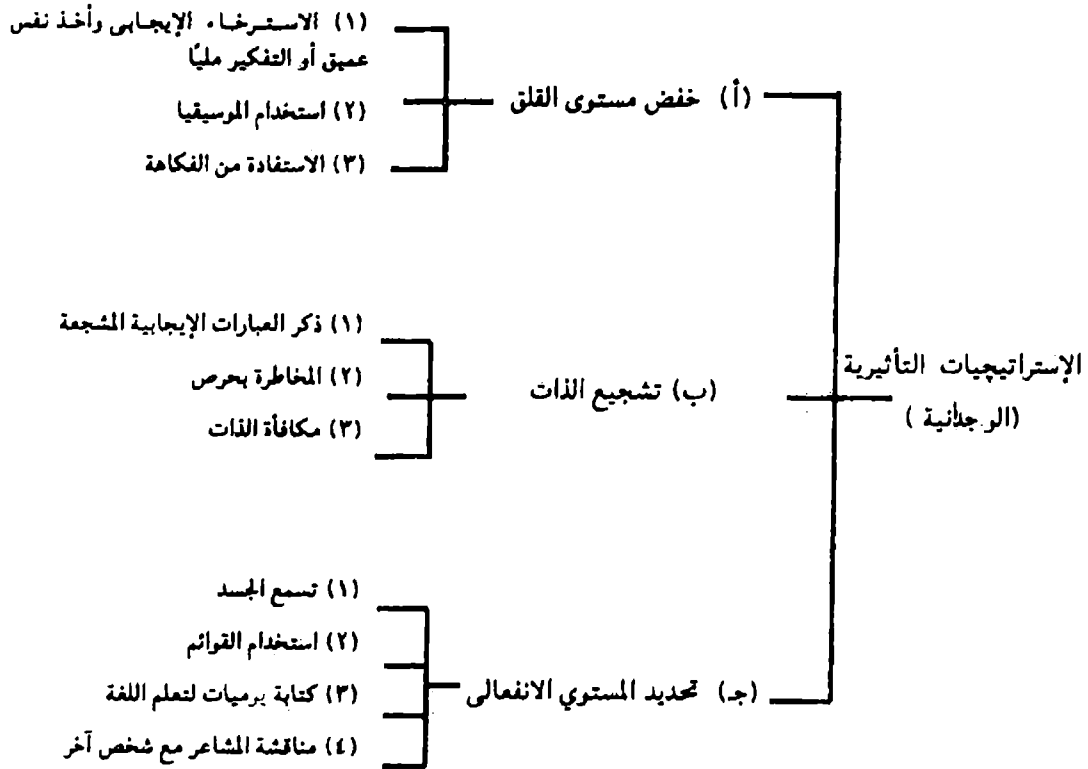 الإستراتيچيات التأثيرية
(الوجدانية)
(أ) خفض مستوى القلق
(١) الاسترخاء الإيجابى وأخذ نفس
عميق أو التفكير مليًا
(٢) استخدام الموسيقيا
(٣) الاستفادة من الفكاهة
(ب) تشجيع الذات
(١) ذكر العبارات الإيجابية المشجعة
(٢) المخاطرة بحرص
(٣) مكافأة الذات
(جـ) تحديد المستوي الانفعالى
(١) تسمع الجسد
(٢) استخدام القوائم
(٣) كتابة يوميات لتعلم اللغة
(٤) مناقشة المشاعر مع شخص آخر